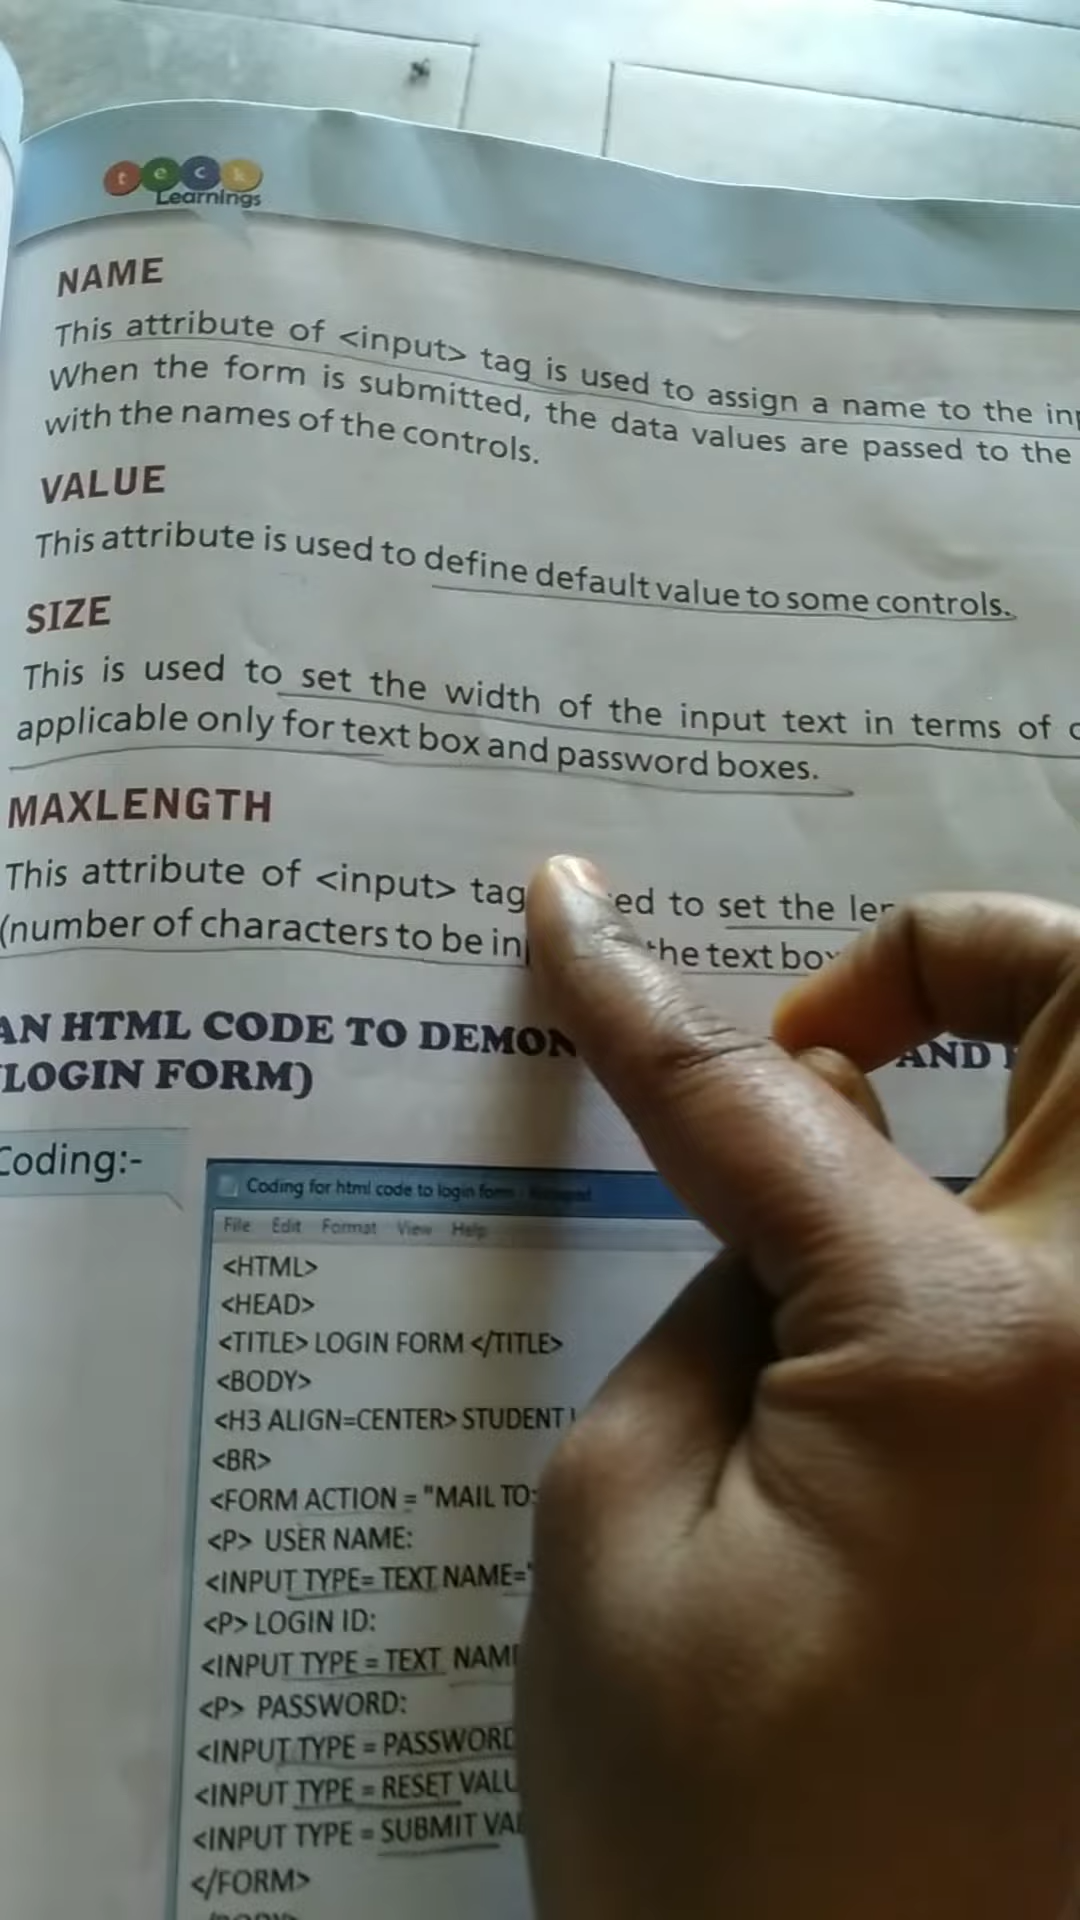 teck
Learnings
NAME
This attribute of <input> tag is used to assign a name to the
When the form is submitted, the data values are passed to the
with the names of the controls.
VALUE
This attribute is used to define default value to some controls.
SIZE
This is used to set the width of the input text in terms of
applicable only for text box and password boxes.
MAXLENGTH
This attribute of <input> tag ed to set the
(number of characters to be the text
AN HTML CODE TO AND
LOGIN FORM)
Coding:-
Coding for html code to login form - Notepad
File Edit Format View Help
<HTML>
<HEAD>
<TITLE> LOGIN FORM </TITLE>
<BODY>
<H3 ALIGN=CENTER> STUDENT
<BR>
<FORM ACTION = "MAIL TO:
<P> USER NAME:
<INPUT TYPE= TEXT NAME="
<P> LOGIN ID:
<INPUT TYPE = TEXT NAM
<P> PASSWORD:
<INPUT TYPE = PASSWORD
<INPUT TYPE = RESET VALU
<INPUT TYPE = SUBMIT VA
</FORM>